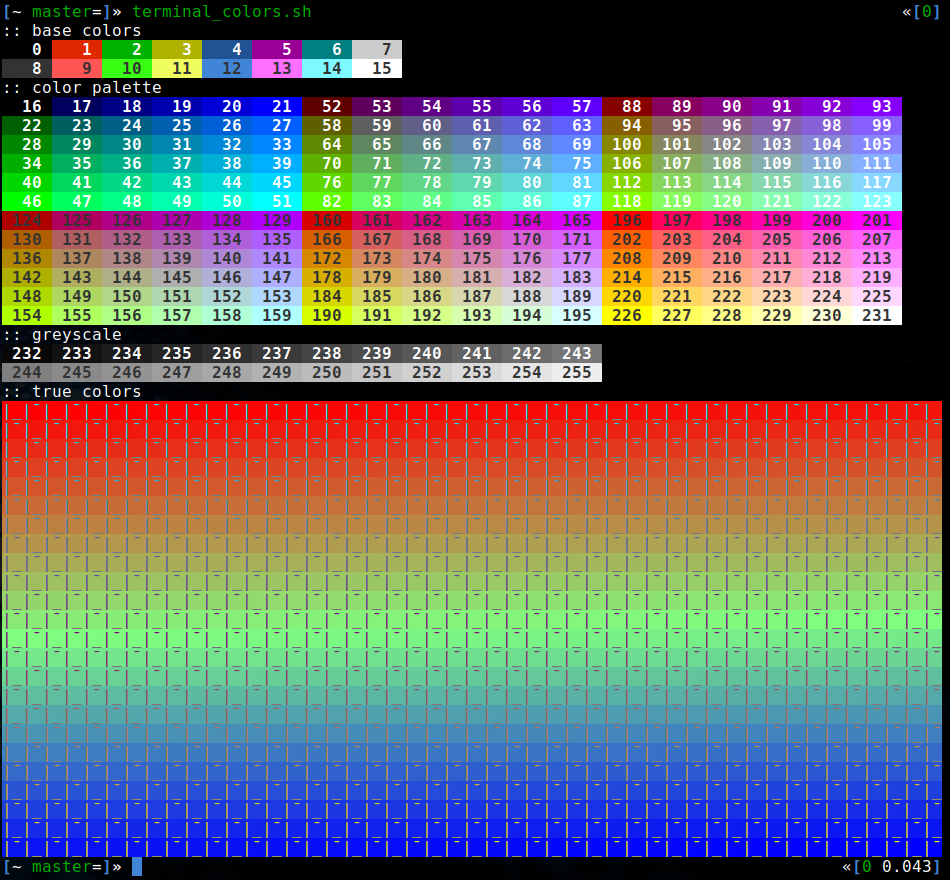 [~ master=]» terminal_colors.sh «[0]
:: base colors
0 1 2 3 4 5 6 7
8 9 10 11 12 13 14 15
:: color palette
16 17 18 19 20 21 52 53 54 55 56 57 88 89 90 91 92 93
22 23 24 25 26 27 58 59 60 61 62 63 94 95 96 97 98 99
28 29 30 31 32 33 64 65 66 67 68 69 100 101 102 103 104 105
34 35 36 37 38 39 70 71 72 73 74 75 106 107 108 109 110 111
40 41 42 43 44 45 76 77 78 79 80 81 112 113 114 115 116 117
46 47 48 49 50 51 82 83 84 85 86 87 118 119 120 121 122 123
124 125 126 127 128 129 160 161 162 163 164 165 196 197 198 199 200 201
130 131 132 133 134 135 166 167 168 169 170 171 202 203 204 205 206 207
136 137 138 139 140 141 172 173 174 175 176 177 208 209 210 211 212 213
142 143 144 145 146 147 178 179 180 181 182 183 214 215 216 217 218 219
148 149 150 151 152 153 184 185 186 187 188 189 220 221 222 223 224 225
154 155 156 157 158 159 190 191 192 193 194 195 226 227 228 229 230 231
:: greyscale
232 233 234 235 236 237 238 239 240 241 242 243
244 245 246 247 248 249 250 251 252 253 254 255
:: true colors
[~ master=]» «[0 0.043]